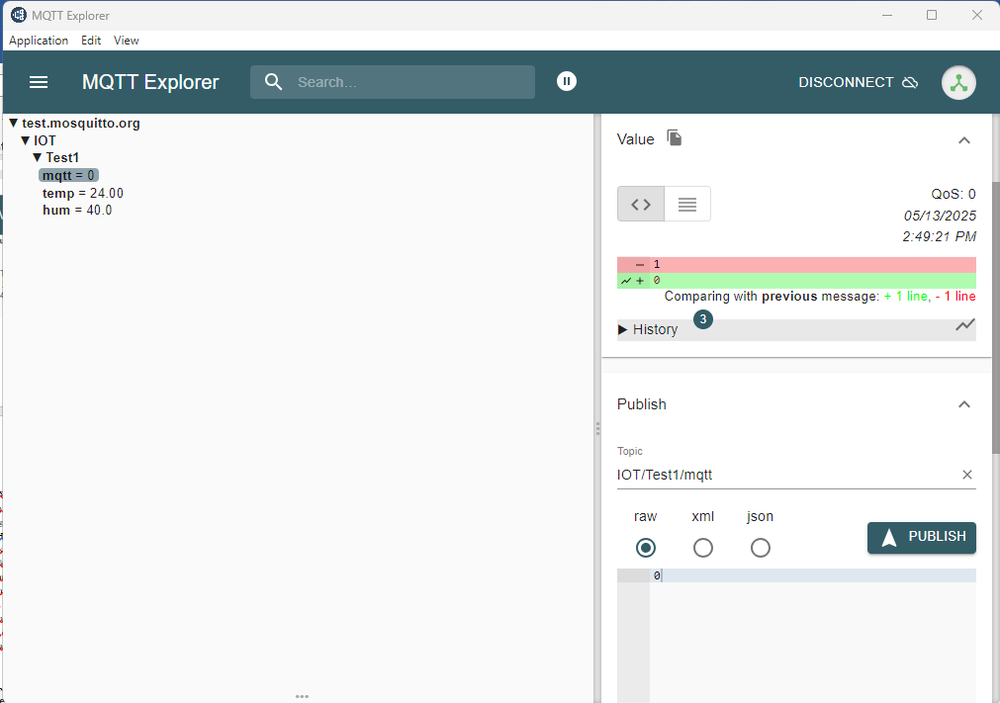 MQTT Explorer
Application Edit View
MQTT Explorer Search... DISCONNECT
▼ test.mosquitto.org
▼ IOT
▼ Test1
mqtt = 0
temp = 24.00
hum = 40.0
Value
QoS: 0
05/13/2025
2:49:21 PM
− 1
+ 0
Comparing with previous message: + 1 line, - 1 line
▶ History 3
Publish
Topic
IOT/Test1/mqtt
raw xml json
PUBLISH
0